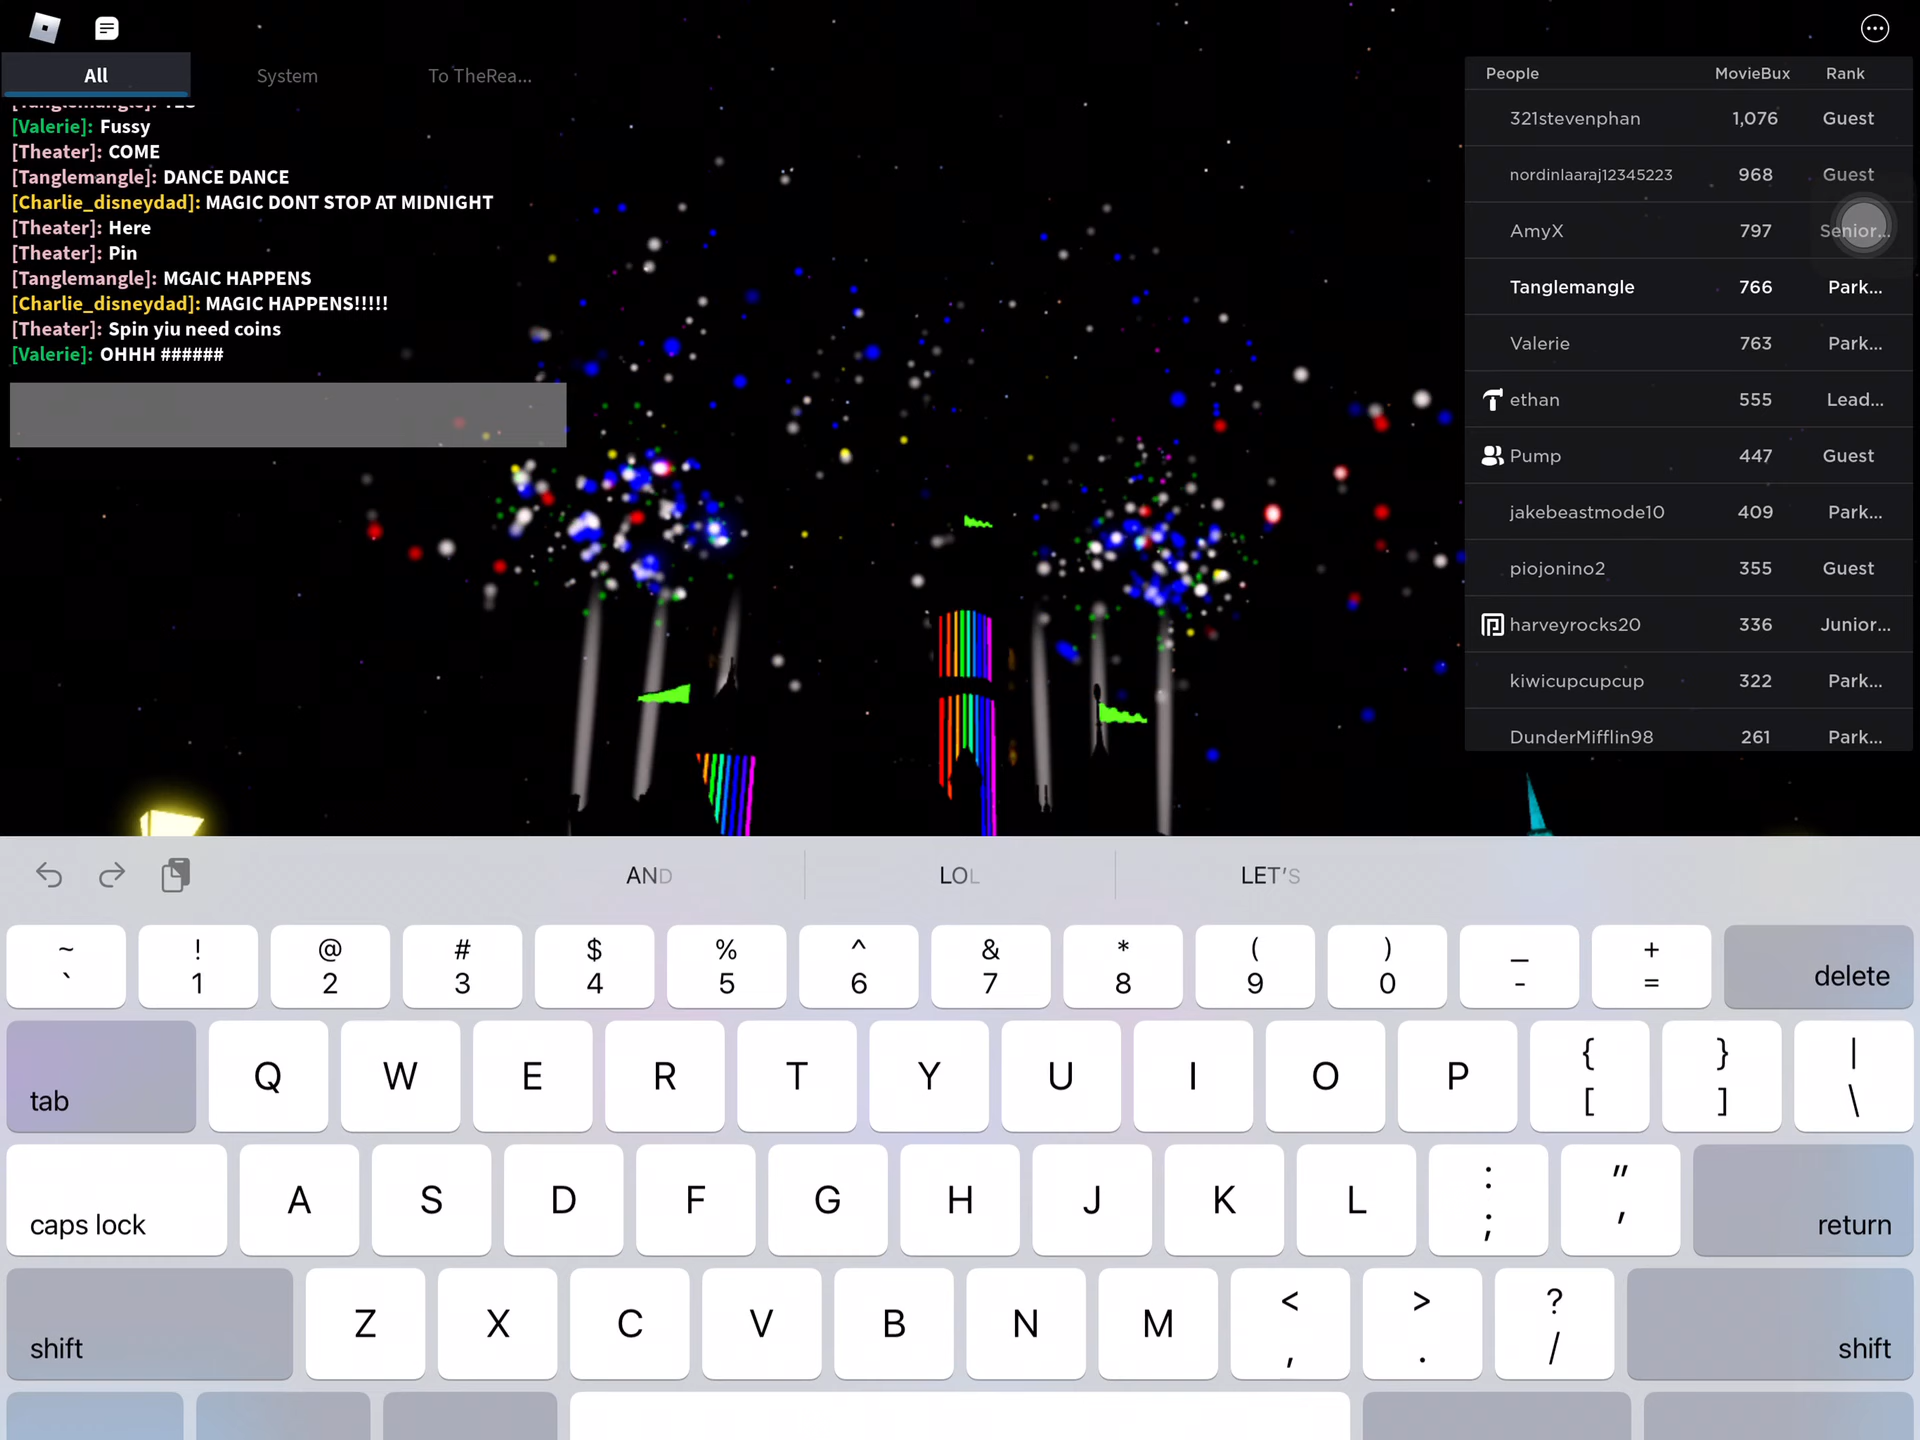 All System To TheRea...
[Tanglemangle]: YES
[Valerie]: Fussy
[Theater]: COME
[Tanglemangle]: DANCE DANCE
[Charlie_disneydad]: MAGIC DONT STOP AT MIDNIGHT
[Theater]: Here
[Theater]: Pin
[Tanglemangle]: MGAIC HAPPENS
[Charlie_disneydad]: MAGIC HAPPENS!!!!!
[Theater]: Spin yiu need coins
[Valerie]: OHHH ######
People MovieBux Rank
321stevenphan 1,076 Guest
nordinlaaraj12345223 968 Guest
AmyX 797 Senior...
Tanglemangle 766 Park...
Valerie 763 Park...
ethan 555 Lead...
Pump 447 Guest
jakebeastmode10 409 Park...
piojonino2 355 Guest
harveyrocks20 336 Junior...
kiwicupcupcup 322 Park...
DunderMifflin98 261 Park...
AND LOL LET'S
~ ! @ # $ % ^ & * ( ) _ +
` 1 2 3 4 5 6 7 8 9 0 - = delete
tab Q W E R T Y U I O P { [ } ] | \
caps lock A S D F G H J K L : ; " ' return
shift Z X C V B N M < , > . ? / shift